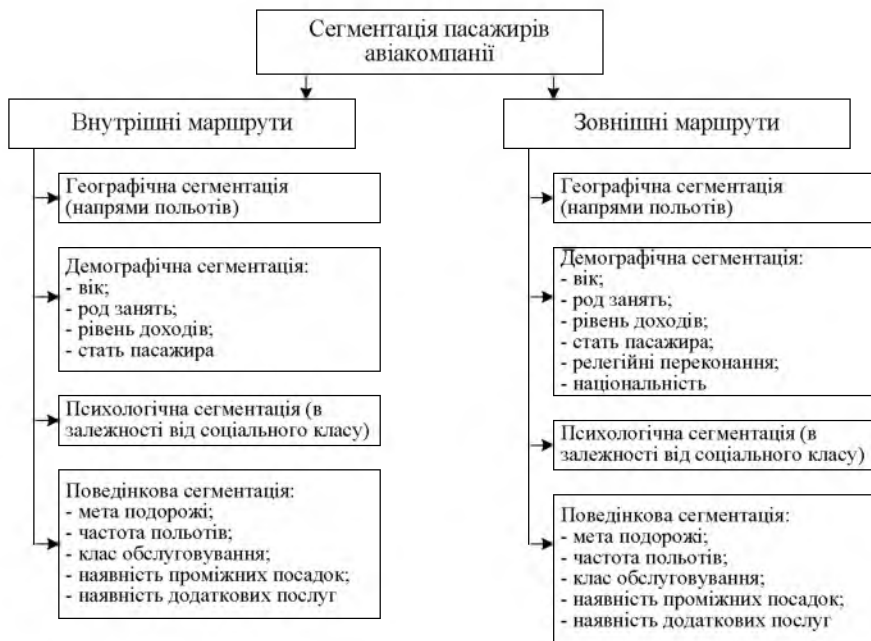 Сегментація пасажирів
авіакомпанії
Внутрішні маршрути
Географічна сегментація
(напрями польотів)
Демографічна сегментація:
- вік;
- род занять;
- рівень доходів;
- стать пасажира
Психологічна сегментація (в
залежності від соціального класу)
Поведінкова сегментація:
- мета подорожі;
- частота польотів;
- клас обслуговування;
- наявність проміжних посадок;
- наявність додаткових послуг
Зовнішні маршрути
Географічна сегментація
(напрями польотів)
Демографічна сегментація:
- вік;
- род занять;
- рівень доходів;
- стать пасажира;
- релегійні переконання;
- національність
Психологічна сегментація (в
залежності від соціального класу)
Поведінкова сегментація:
- мета подорожі;
- частота польотів;
- клас обслуговування;
- наявність проміжних посадок;
- наявність додаткових послуг